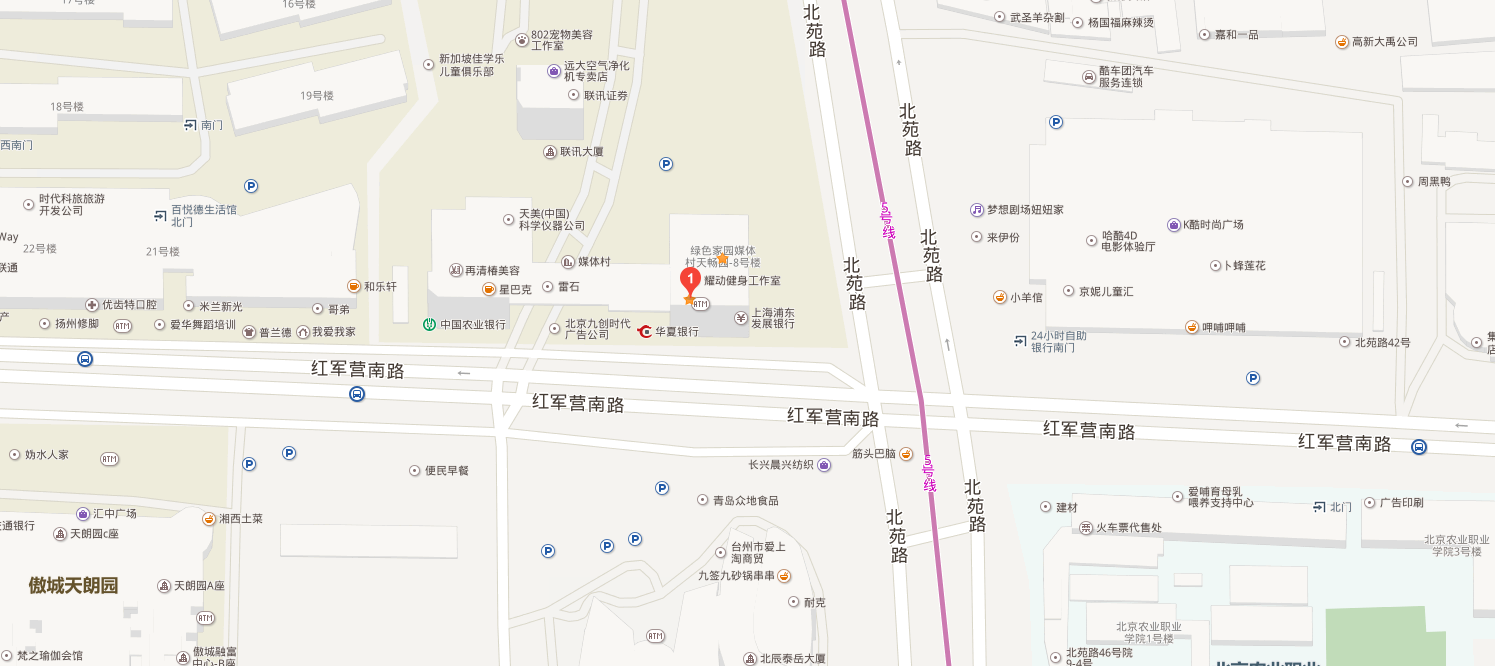 17号楼
16号楼
北苑路
武圣羊杂割
杨国福麻辣烫
嘉和一品
高新大禹公司
802宠物美容
工作室
新加坡佳学乐
儿童俱乐部
远大空气净化
机专卖店
联讯证券
酷车团汽车
服务连锁
18号楼
19号楼
南门
西南门
联讯大厦
P
P
P
北苑路
周黑鸭
时代科旅旅游
开发公司
百悦德生活馆
北门
天美(中国)
科学仪器公司
5号线
梦想剧场妞妞家
K酷时尚广场
来伊份
哈酷4D
电影体验厅
Way
22号楼
21号楼
联通
绿色家园媒体
村天畅园-8号楼
北苑路
北苑路
卜蜂莲花
再清椿美容
媒体村
1
耀动健身工作室
和乐轩
星巴克
雷石
小羊倌
京妮儿童汇
优齿特口腔
米兰新光
哥弟
ATM
上海浦东
发展银行
产
扬州修脚
ATM
爱华舞蹈培训
普兰德
我爱我家
中国农业银行
北京九创时代
广告公司
华夏银行
呷哺呷哺
24小时自助
银行南门
北苑路42号
集
店
红军营南路
P
红军营南路
红军营南路
红军营南路
红军营南路
妫水人家
ATM
P
P
便民早餐
长兴晨兴纺织
筋头巴脑
5号线
P
青岛众地食品
汇中广场
通银行
天朗园c座
湘西土菜
北苑路
北苑路
建材
爱哺育母乳
喂养支持中心
北门
广告印刷
火车票代售处
北京农业职业
学院3号楼
P
P
P
台州市爱上
淘商贸
九签九砂锅串串
傲城天朗园
天朗园A座
耐克
ATM
ATM
北京农业职业
学院1号楼
梵之瑜伽会馆
傲城融富
中心-B座
北辰泰岳大厦
北苑路46号院
9-4号